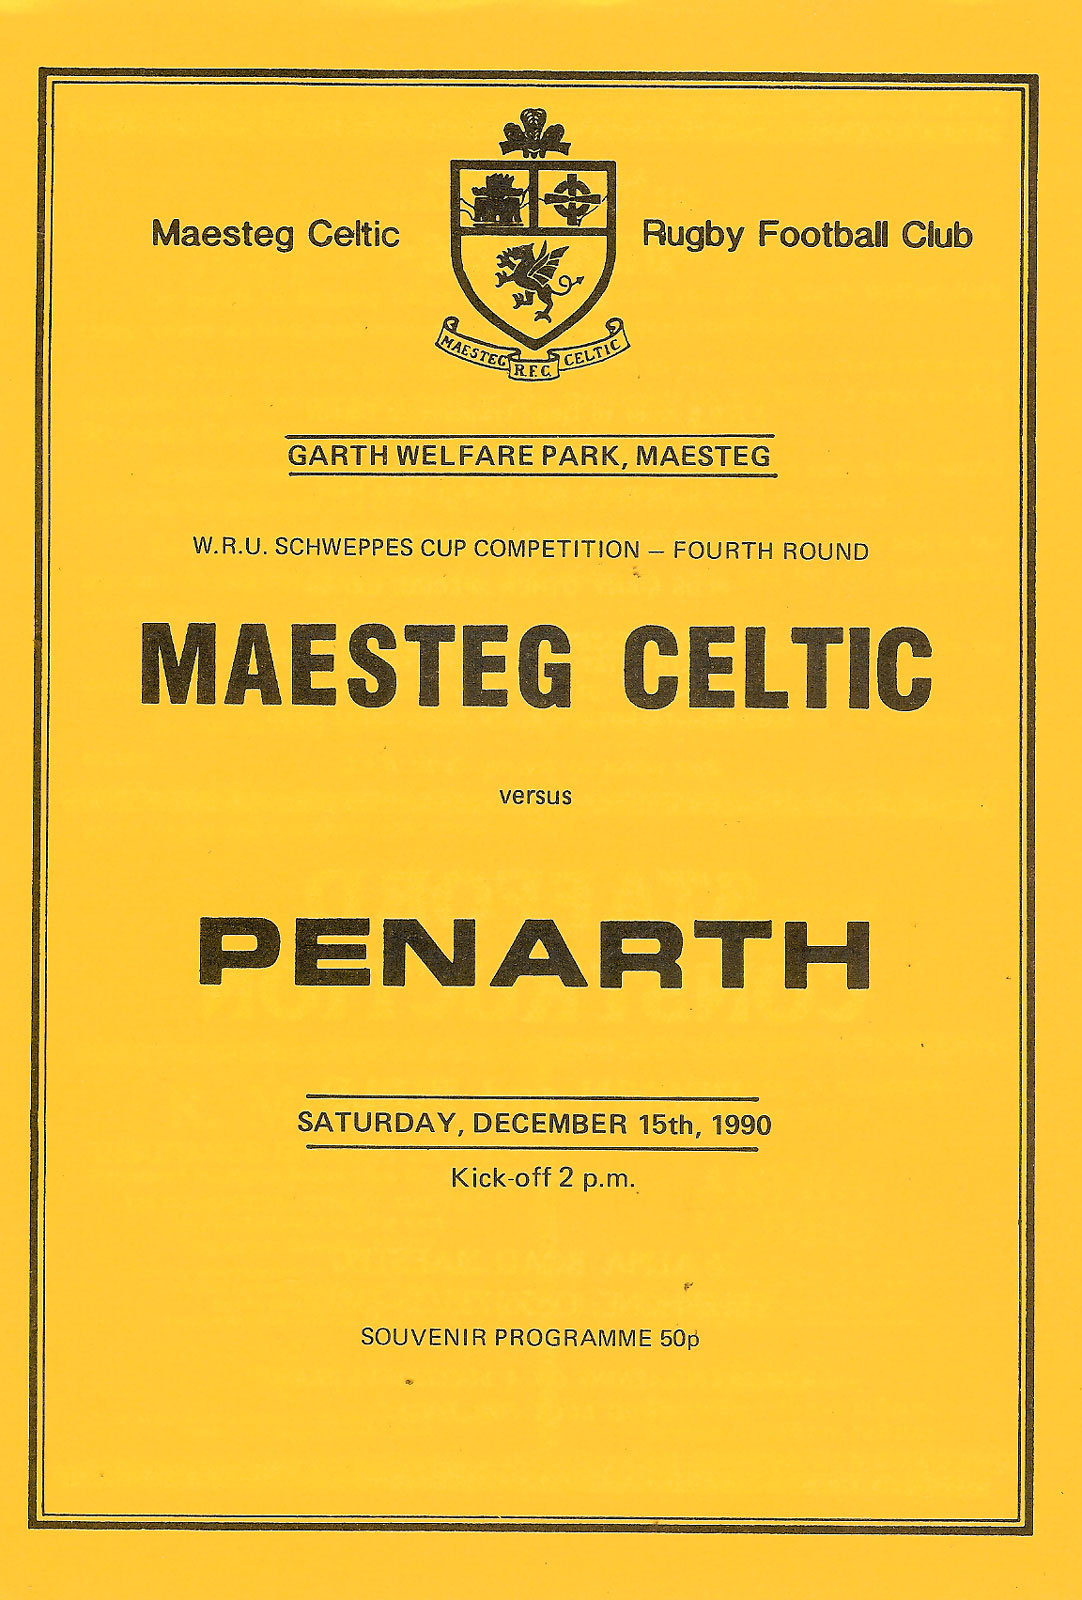 Maesteg Celtic Rugby Football Club
MAESTEG R.F.C. CELTIC
GARTH WELFARE PARK, MAESTEG
W.R.U. SCHWEPPES CUP COMPETITION – FOURTH ROUND
MAESTEG CELTIC
versus
PENARTH
SATURDAY, DECEMBER 15th, 1990
Kick-off 2 p.m.
SOUVENIR PROGRAMME 50p